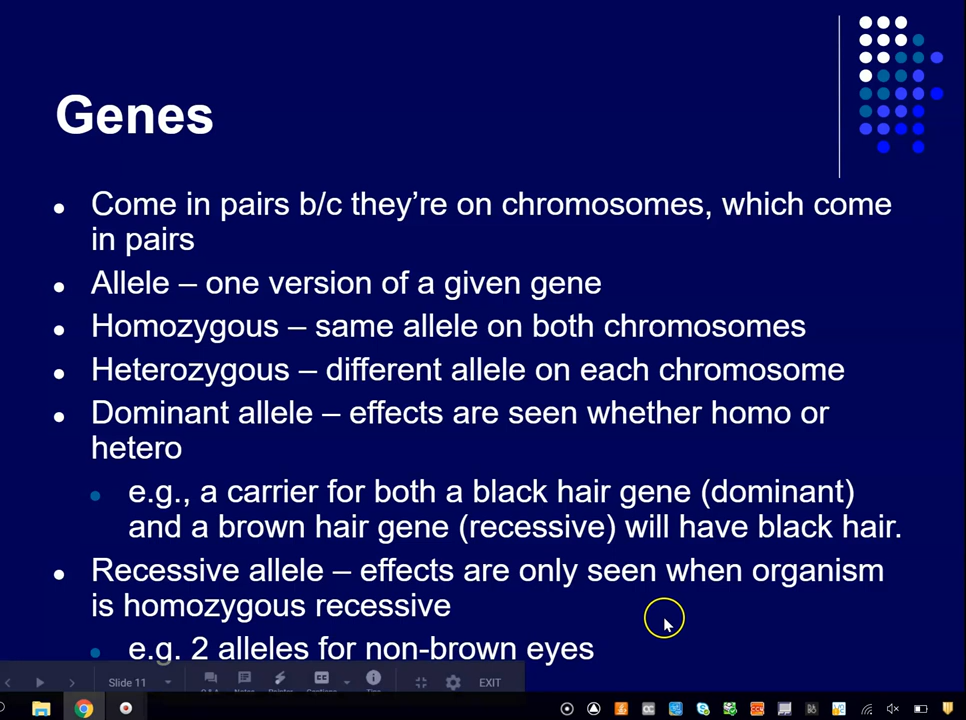 Genes
Come in pairs b/c they're on chromosomes, which come
in pairs
Allele – one version of a given gene
Homozygous – same allele on both chromosomes
Heterozygous – different allele on each chromosome
Dominant allele – effects are seen whether homo or
hetero
e.g., a carrier for both a black hair gene (dominant)
and a brown hair gene (recessive) will have black hair.
Recessive allele – effects are only seen when organism
is homozygous recessive
e.g. 2 alleles for non-brown eyes
Slide 11
Q & A Notes Pointer Captions Tips
EXIT